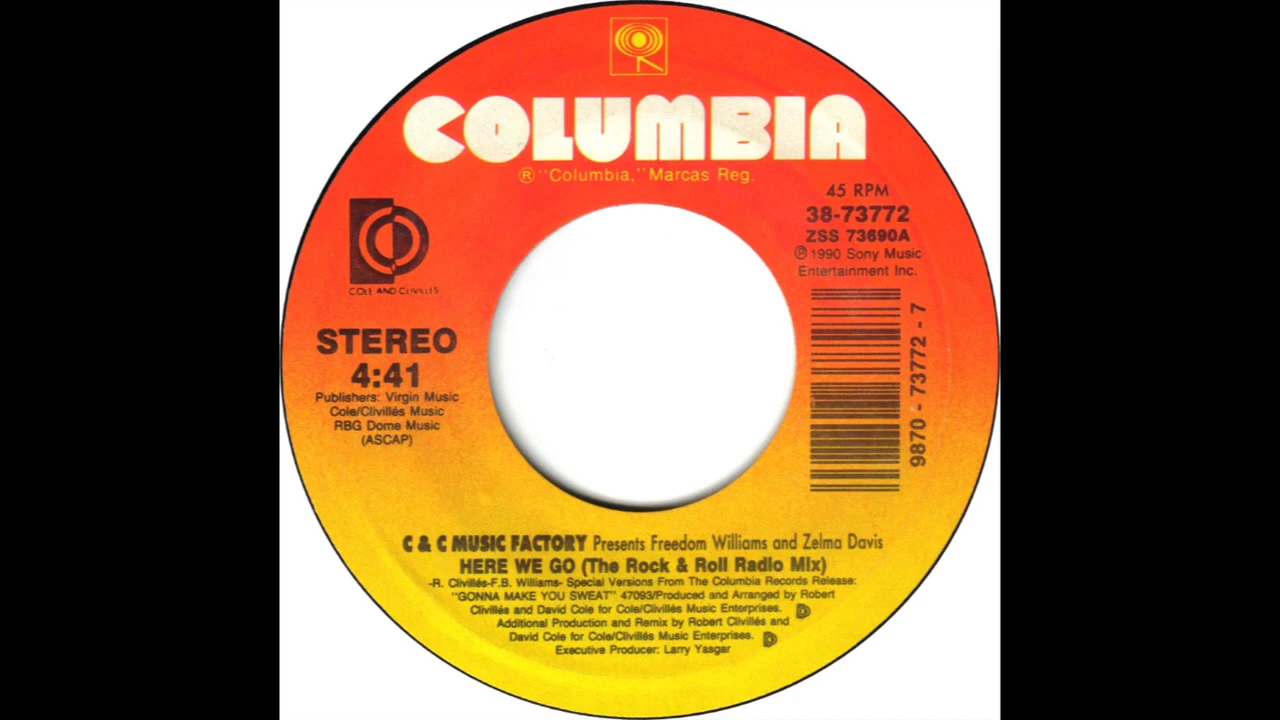 COLUMBIA
® "Columbia," Marcas Reg.
45 RPM
38-73772
ZSS 73690A
℗ 1990 Sony Music
Entertainment Inc.
COLE AND CLIVILLÉS
STEREO
4:41
Publishers: Virgin Music
Cole/Clivillés Music
RBG Dome Music
(ASCAP)
9870 - 73772 - 7
C & C MUSIC FACTORY Presents Freedom Williams and Zelma Davis
HERE WE GO (The Rock & Roll Radio Mix)
-R. Clivillés-F.B. Williams- Special Versions From The Columbia Records Release:
"GONNA MAKE YOU SWEAT" 47093/Produced and Arranged by Robert
Clivillés and David Cole for Cole/Clivillés Music Enterprises.
Additional Production and Remix by Robert Clivillés and
David Cole for Cole/Clivillés Music Enterprises.
Executive Producer: Larry Yasgar